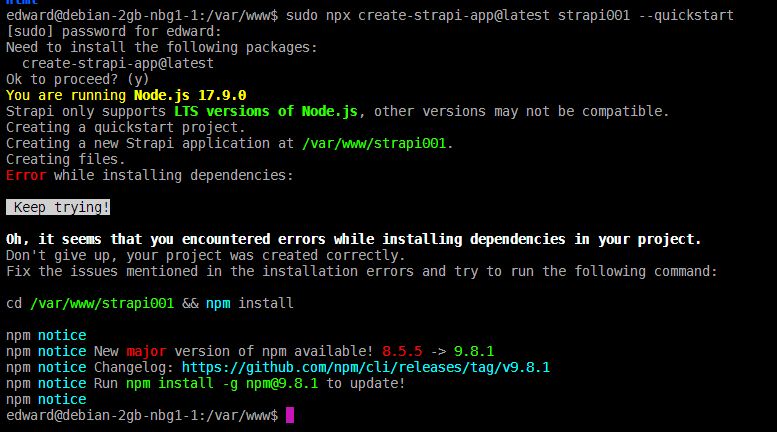 html
edward@debian-2gb-nbg1-1:/var/www$ sudo npx create-strapi-app@latest strapi001 --quickstart
[sudo] password for edward:
Need to install the following packages:
  create-strapi-app@latest
Ok to proceed? (y)
You are running Node.js 17.9.0
Strapi only supports LTS versions of Node.js, other versions may not be compatible.
Creating a quickstart project.
Creating a new Strapi application at /var/www/strapi001.
Creating files.
Error while installing dependencies:
Keep trying!
Oh, it seems that you encountered errors while installing dependencies in your project.
Don't give up, your project was created correctly.
Fix the issues mentioned in the installation errors and try to run the following command:
cd /var/www/strapi001 && npm install
npm notice
npm notice New major version of npm available! 8.5.5 -> 9.8.1
npm notice Changelog: https://github.com/npm/cli/releases/tag/v9.8.1
npm notice Run npm install -g npm@9.8.1 to update!
npm notice
edward@debian-2gb-nbg1-1:/var/www$